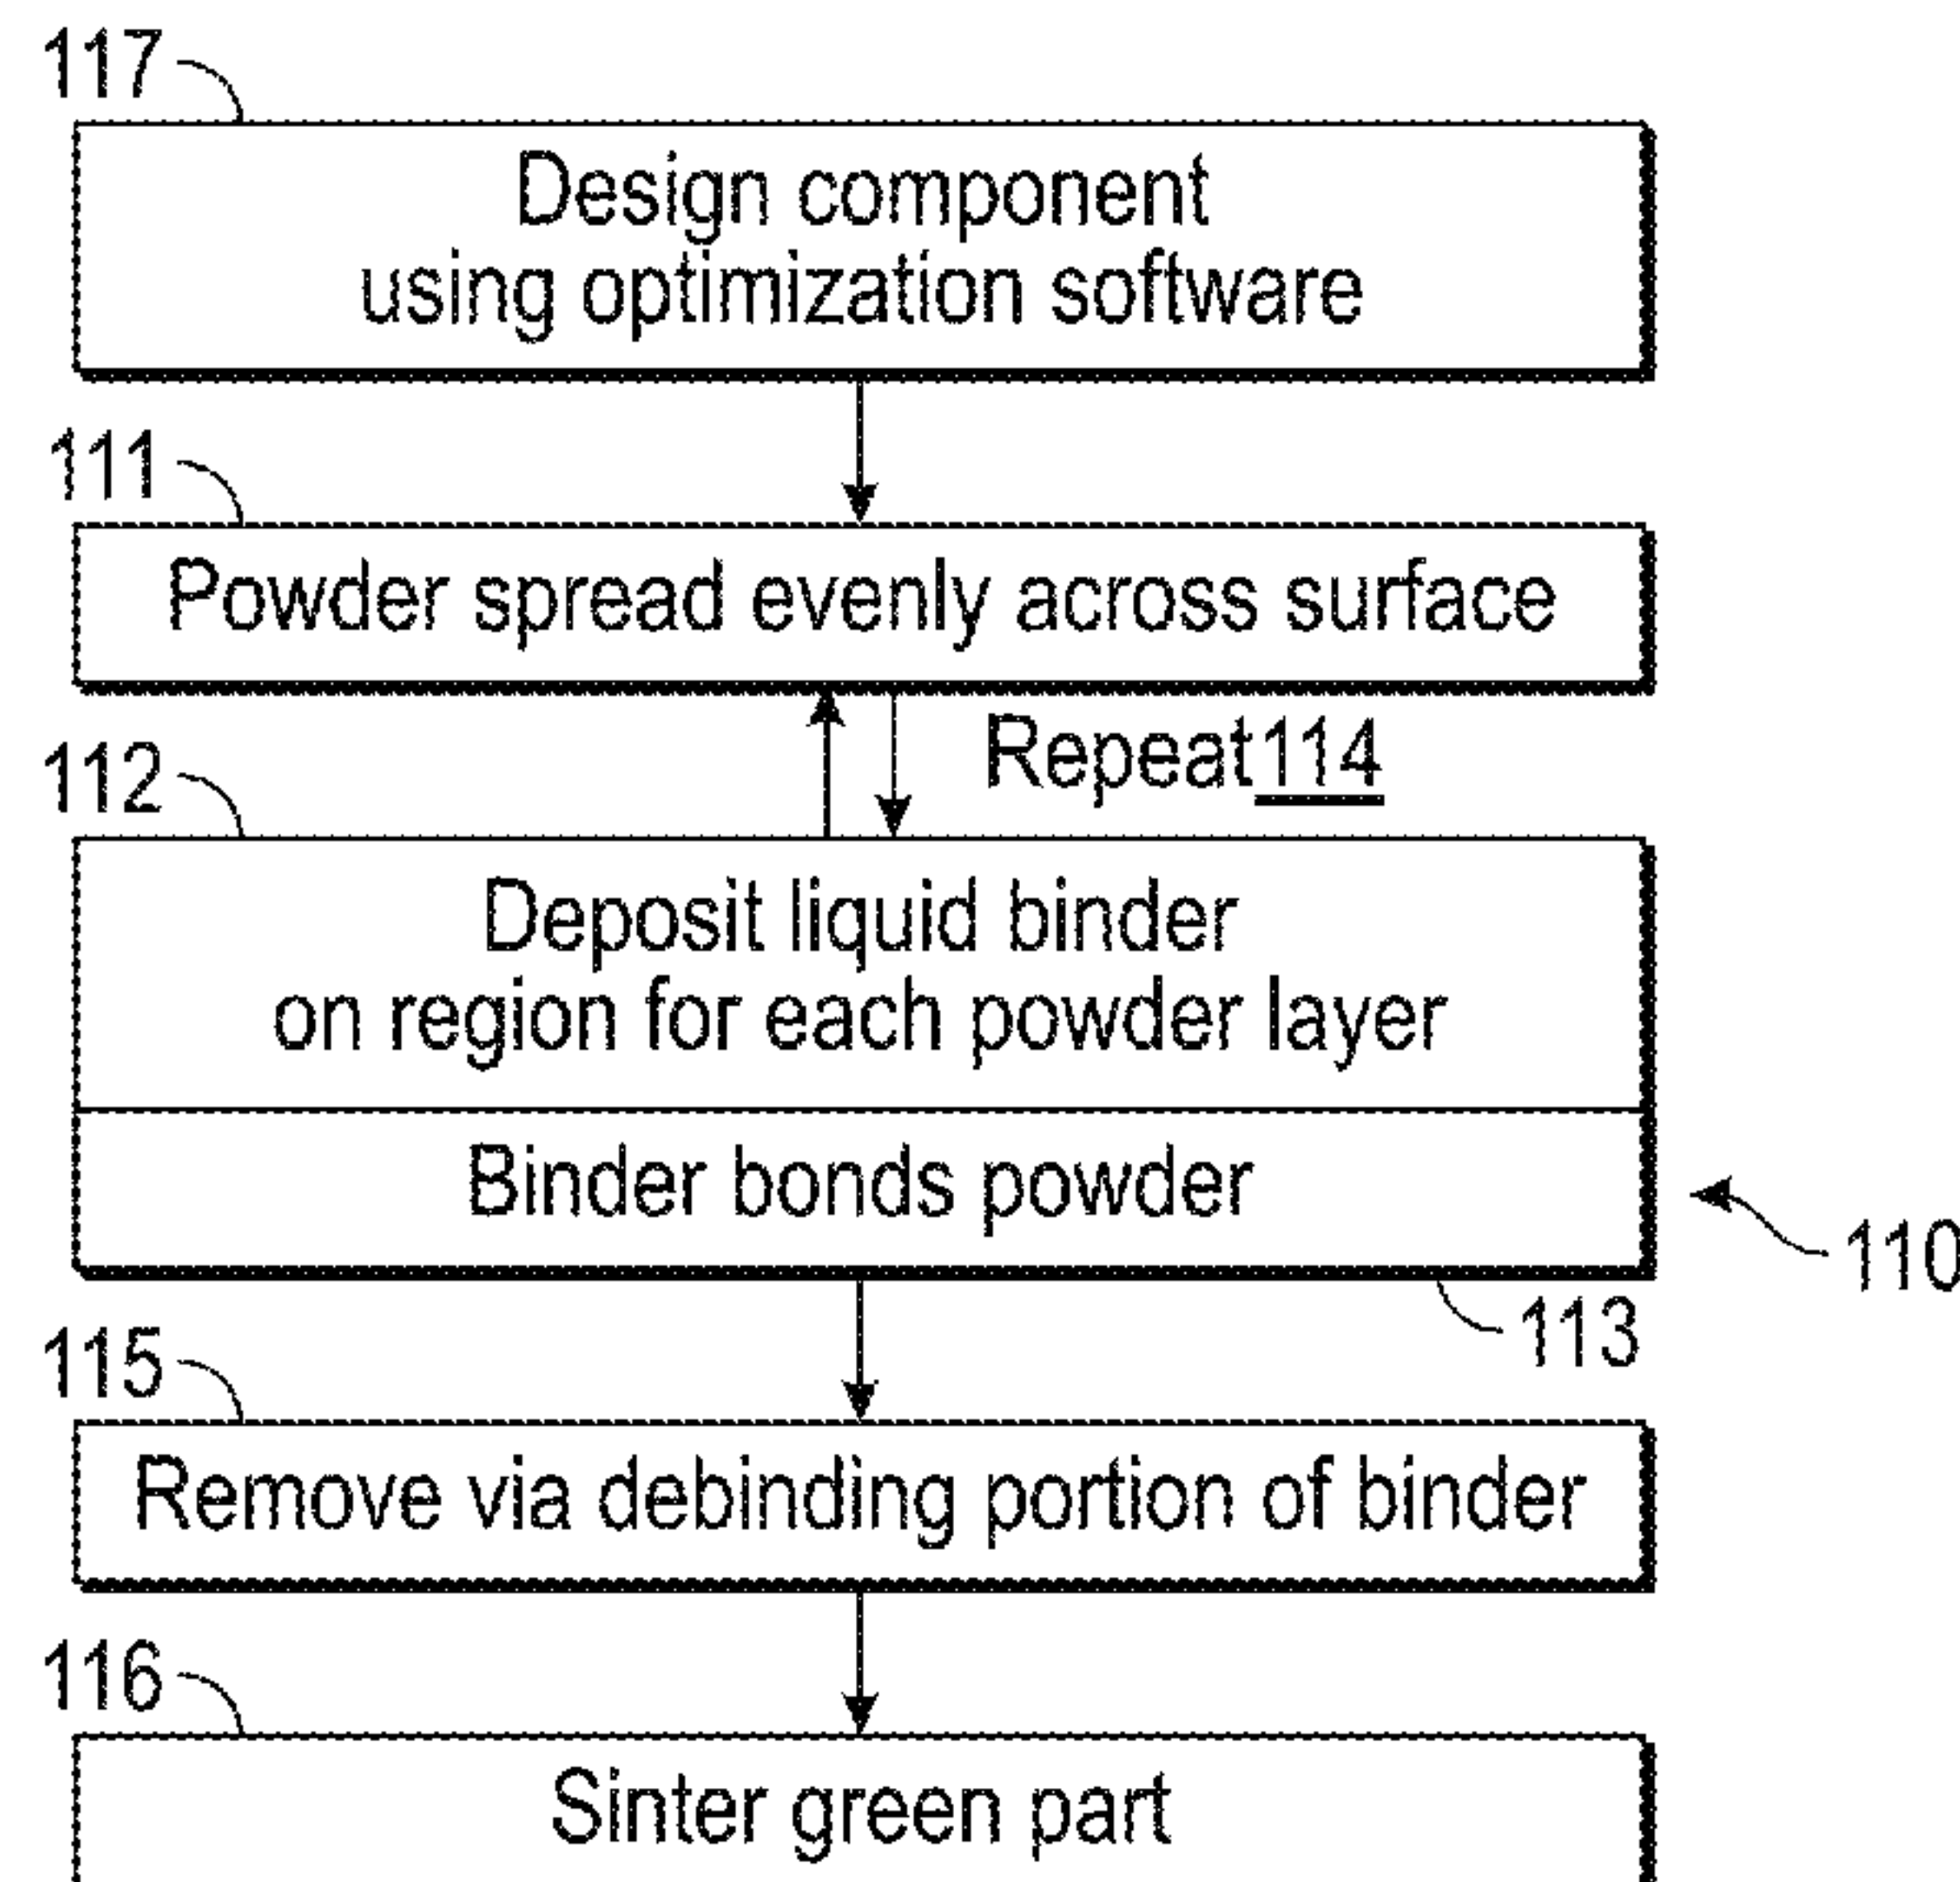 117
Design component
using optimization software
111
Powder spread evenly across surface
Repeat 114
112
Deposit liquid binder
on region for each powder layer
Binder bonds powder
110
113
115
Remove via debinding portion of binder
116
Sinter green part